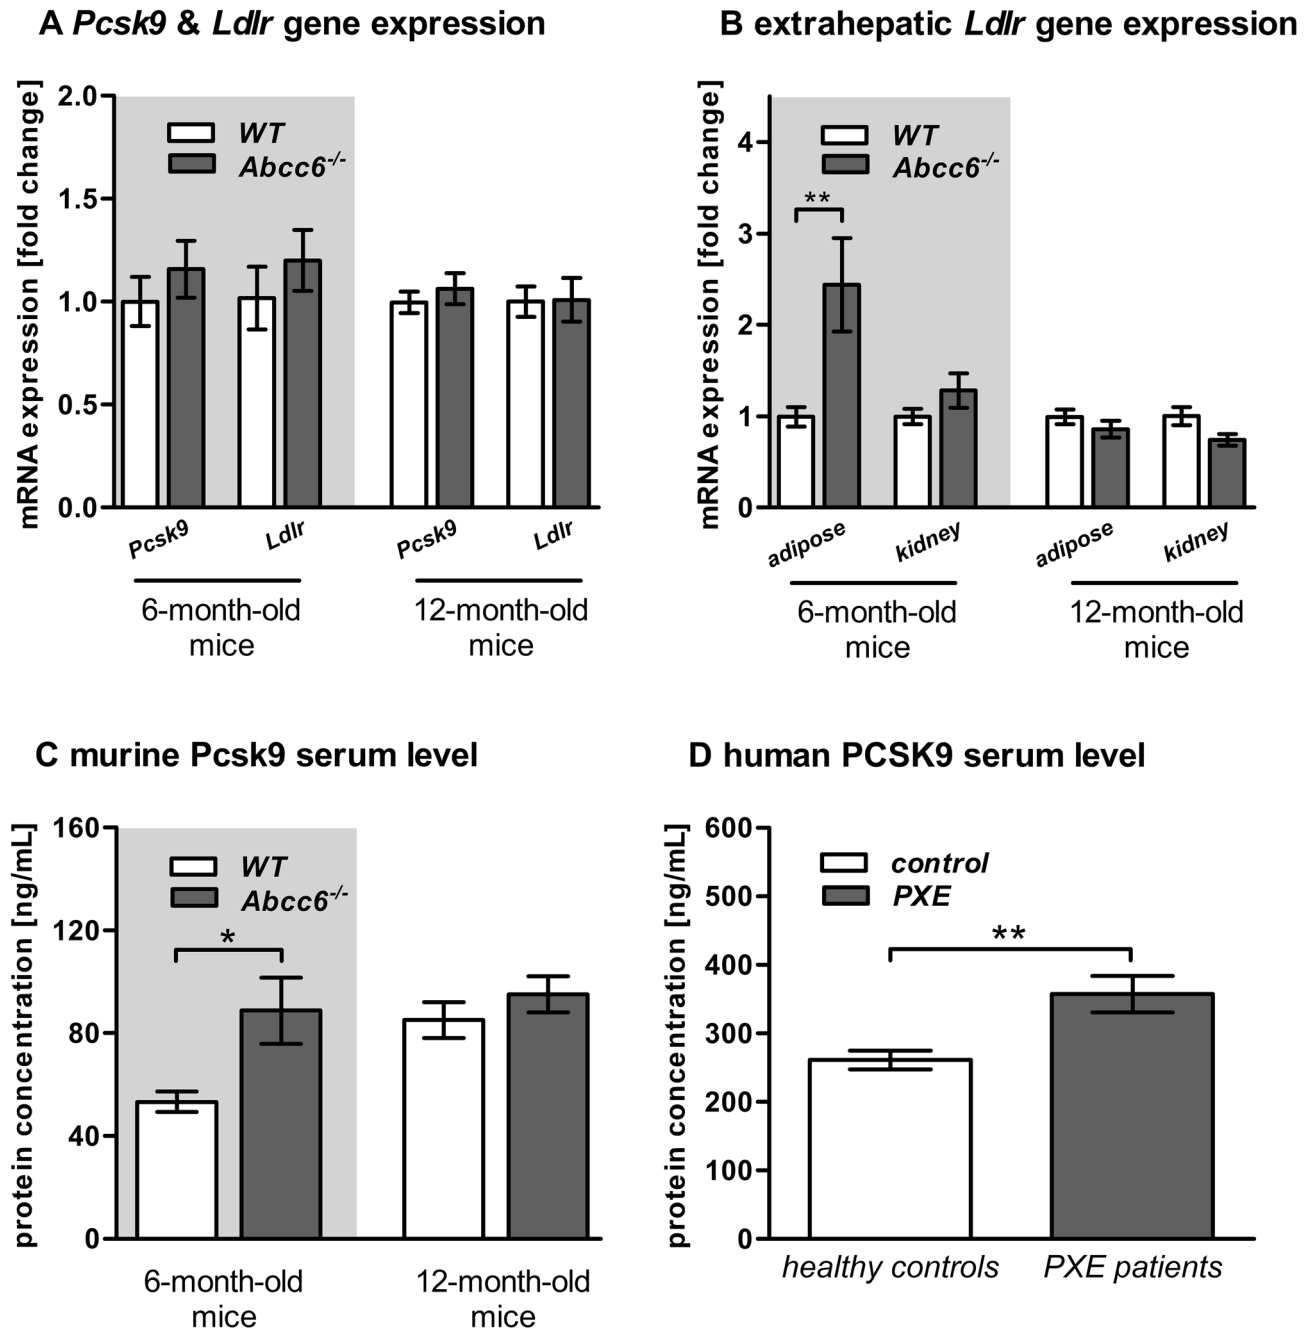 A Pcsk9 & Ldlr gene expression
mRNA expression [fold change]
2.0
1.5
1.0
0.5
0.0
WT
Abcc6-/-
Pcsk9
Ldlr
Pcsk9
Ldlr
6-month-old
mice
12-month-old
mice
B extrahepatic Ldlr gene expression
mRNA expression [fold change]
4
3
2
1
0
WT
Abcc6-/-
**
adipose
kidney
adipose
kidney
6-month-old
mice
12-month-old
mice
C murine Pcsk9 serum level
protein concentration [ng/mL]
160
120
80
40
0
WT
Abcc6-/-
*
6-month-old
mice
12-month-old
mice
D human PCSK9 serum level
protein concentration [ng/mL]
600
500
400
300
200
100
0
control
PXE
**
healthy controls
PXE patients